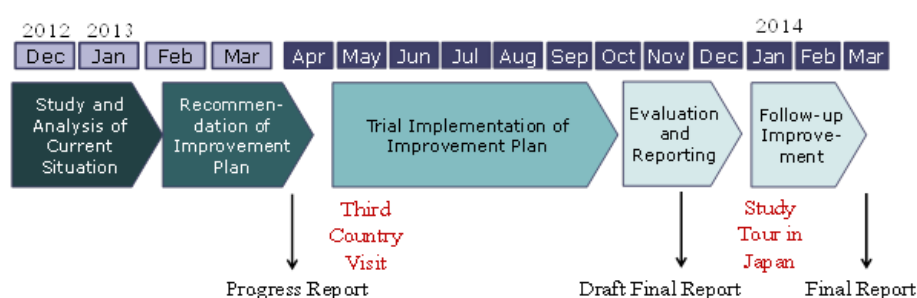 2012 2013 2014
Dec Jan Feb Mar Apr May Jun Jul Aug Sep Oct Nov Dec Jan Feb Mar
Study and
Analysis of
Current
Situation
Recommen-
dation of
Improvement
Plan
Trial Implementation of
Improvement Plan
Evaluation
and
Reporting
Follow-up
Improve-
ment
Third
Country
Visit
Study
Tour in
Japan
Progress Report
Draft Final Report
Final Report